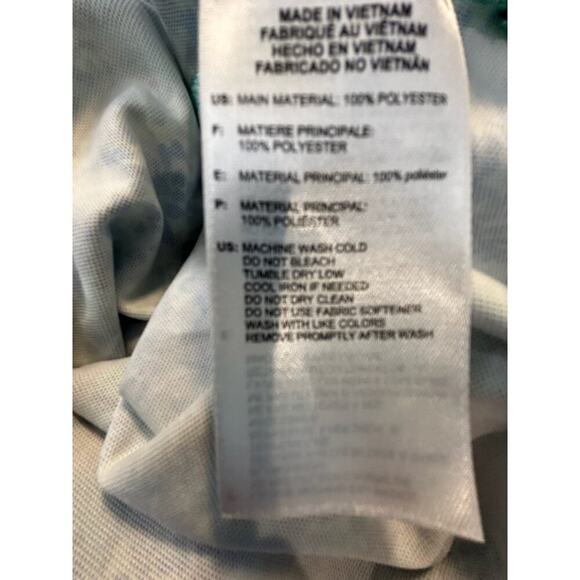 MADE IN VIETNAM
FABRIQUÉ AU VIÊTNAM
HECHO EN VIETNAM
FABRICADO NO VIETNÃN
US: MAIN MATERIAL: 100% POLYESTER
F: MATIERE PRINCIPALE:
100% POLYESTER
E: MATERIAL PRINCIPAL: 100% poliéster
P: MATERIAL PRINCIPAL:
100% POLIÉSTER
US: MACHINE WASH COLD
DO NOT BLEACH
TUMBLE DRY LOW
COOL IRON IF NEEDED
DO NOT DRY CLEAN
DO NOT USE FABRIC SOFTENER
WASH WITH LIKE COLORS
REMOVE PROMPTLY AFTER WASH